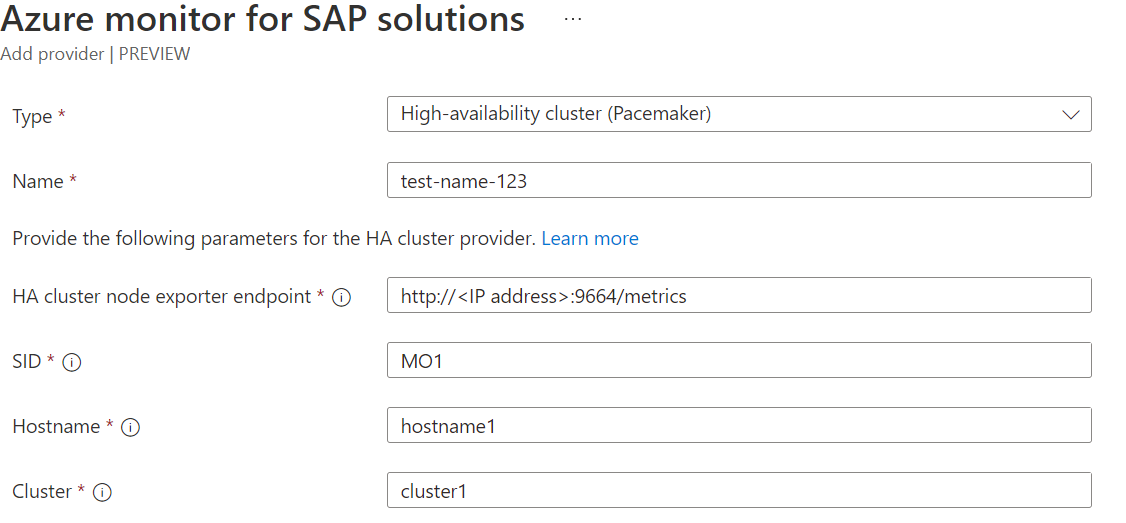 Azure monitor for SAP solutions ...
Add provider | PREVIEW
Type * High-availability cluster (Pacemaker)
Name * test-name-123
Provide the following parameters for the HA cluster provider. Learn more
HA cluster node exporter endpoint * i http://<IP address>:9664/metrics
SID * i MO1
Hostname * i hostname1
Cluster * i cluster1